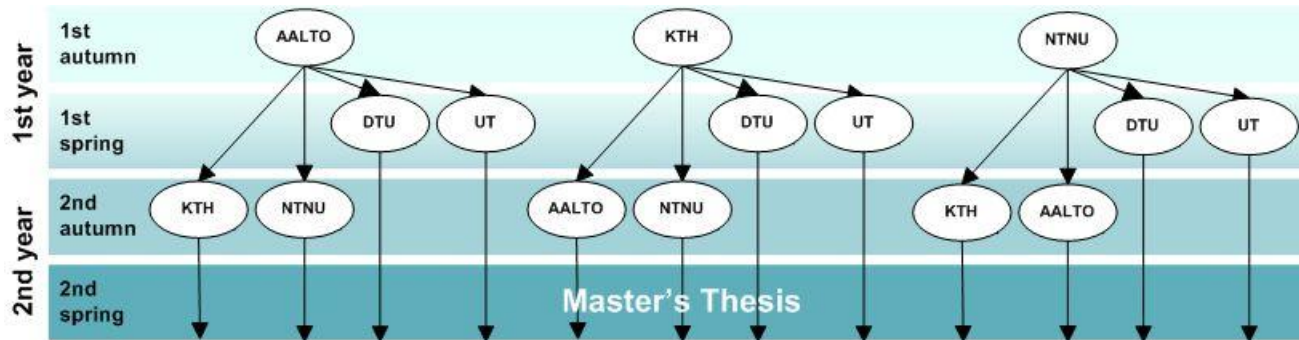 1st year
2nd year
1st
autumn
AALTO
KTH
NTNU
1st
spring
DTU
UT
DTU
UT
DTU
UT
2nd
autumn
KTH
NTNU
AALTO
NTNU
KTH
AALTO
2nd
spring
Master's Thesis